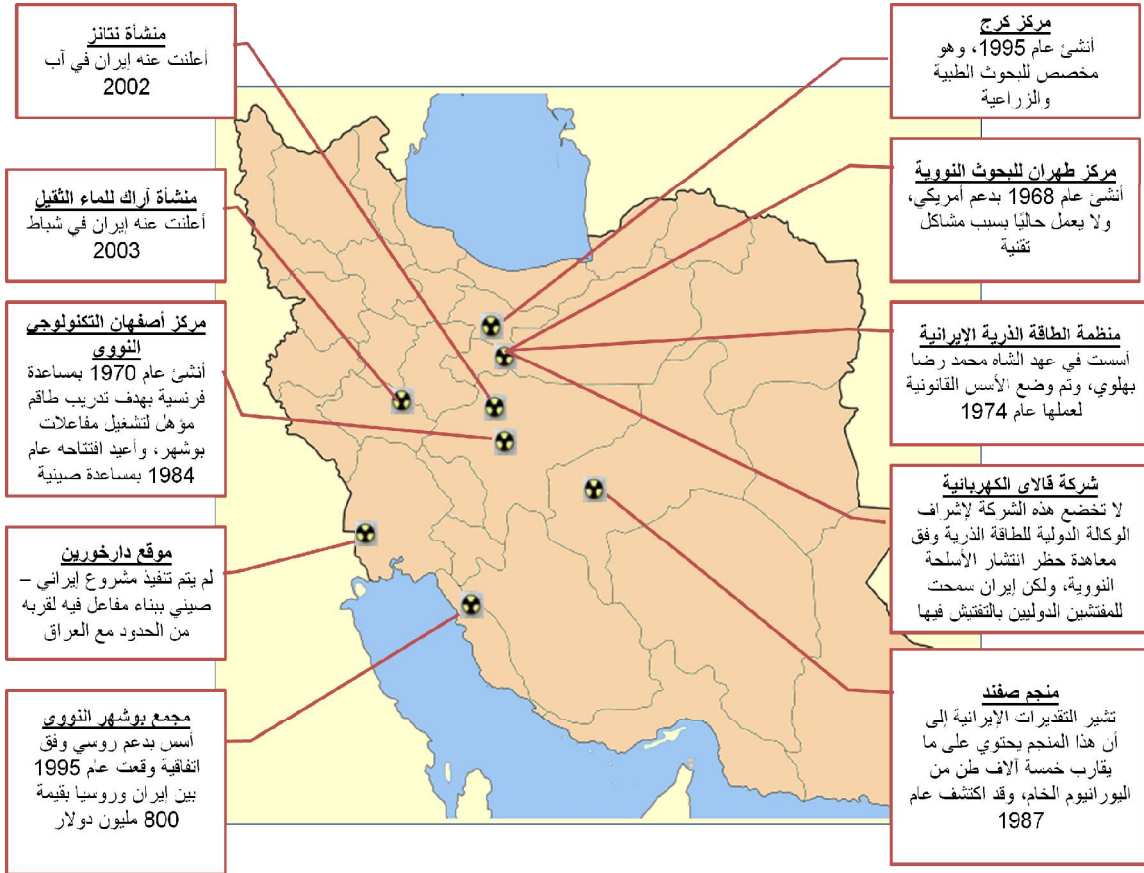 منشأة نتانز
أعلنت عنه إيران في آب
2002
منشأة آراك للماء الثقيل
أعلنت عنه إيران في شباط
2003
مركز أصفهان التكنولوجي
النووي
أنشئ عام 1970 بمساعدة
فرنسية بهدف تدريب طاقم
مؤهل لتشغيل مفاعلات
بوشهر، وأعيد افتتاحه عام
1984 بمساعدة صينية
موقع دارخورين
لم يتم تنفيذ مشروع إيراني –
صيني ببناء مفاعل فيه لقربه
من الحدود مع العراق
مجمع بوشهر النووي
أسس بدعم روسي وفق
اتفاقية وقعت عام 1995
بين إيران وروسيا بقيمة
800 مليون دولار
مركز كرج
أنشئ عام 1995، وهو
مخصص للبحوث الطبية
والزراعية
مركز طهران للبحوث النووية
أنشئ عام 1968 بدعم أمريكي،
ولا يعمل حاليًا بسبب مشاكل
تقنية
منظمة الطاقة الذرية الإيرانية
أسست في عهد الشاه محمد رضا
بهلوي، وتم وضع الأسس القانونية
لعملها عام 1974
شركة قالاي الكهربائية
لا تخضع هذه الشركة لإشراف
الوكالة الدولية للطاقة الذرية وفق
معاهدة حظر انتشار الأسلحة
النووية، ولكن إيران سمحت
للمفتشين الدوليين بالتفتيش فيها
منجم صفند
تشير التقديرات الإيرانية إلى
أن هذا المنجم يحتوي على ما
يقارب خمسة آلاف طن من
اليورانيوم الخام، وقد اكتشف عام
1987